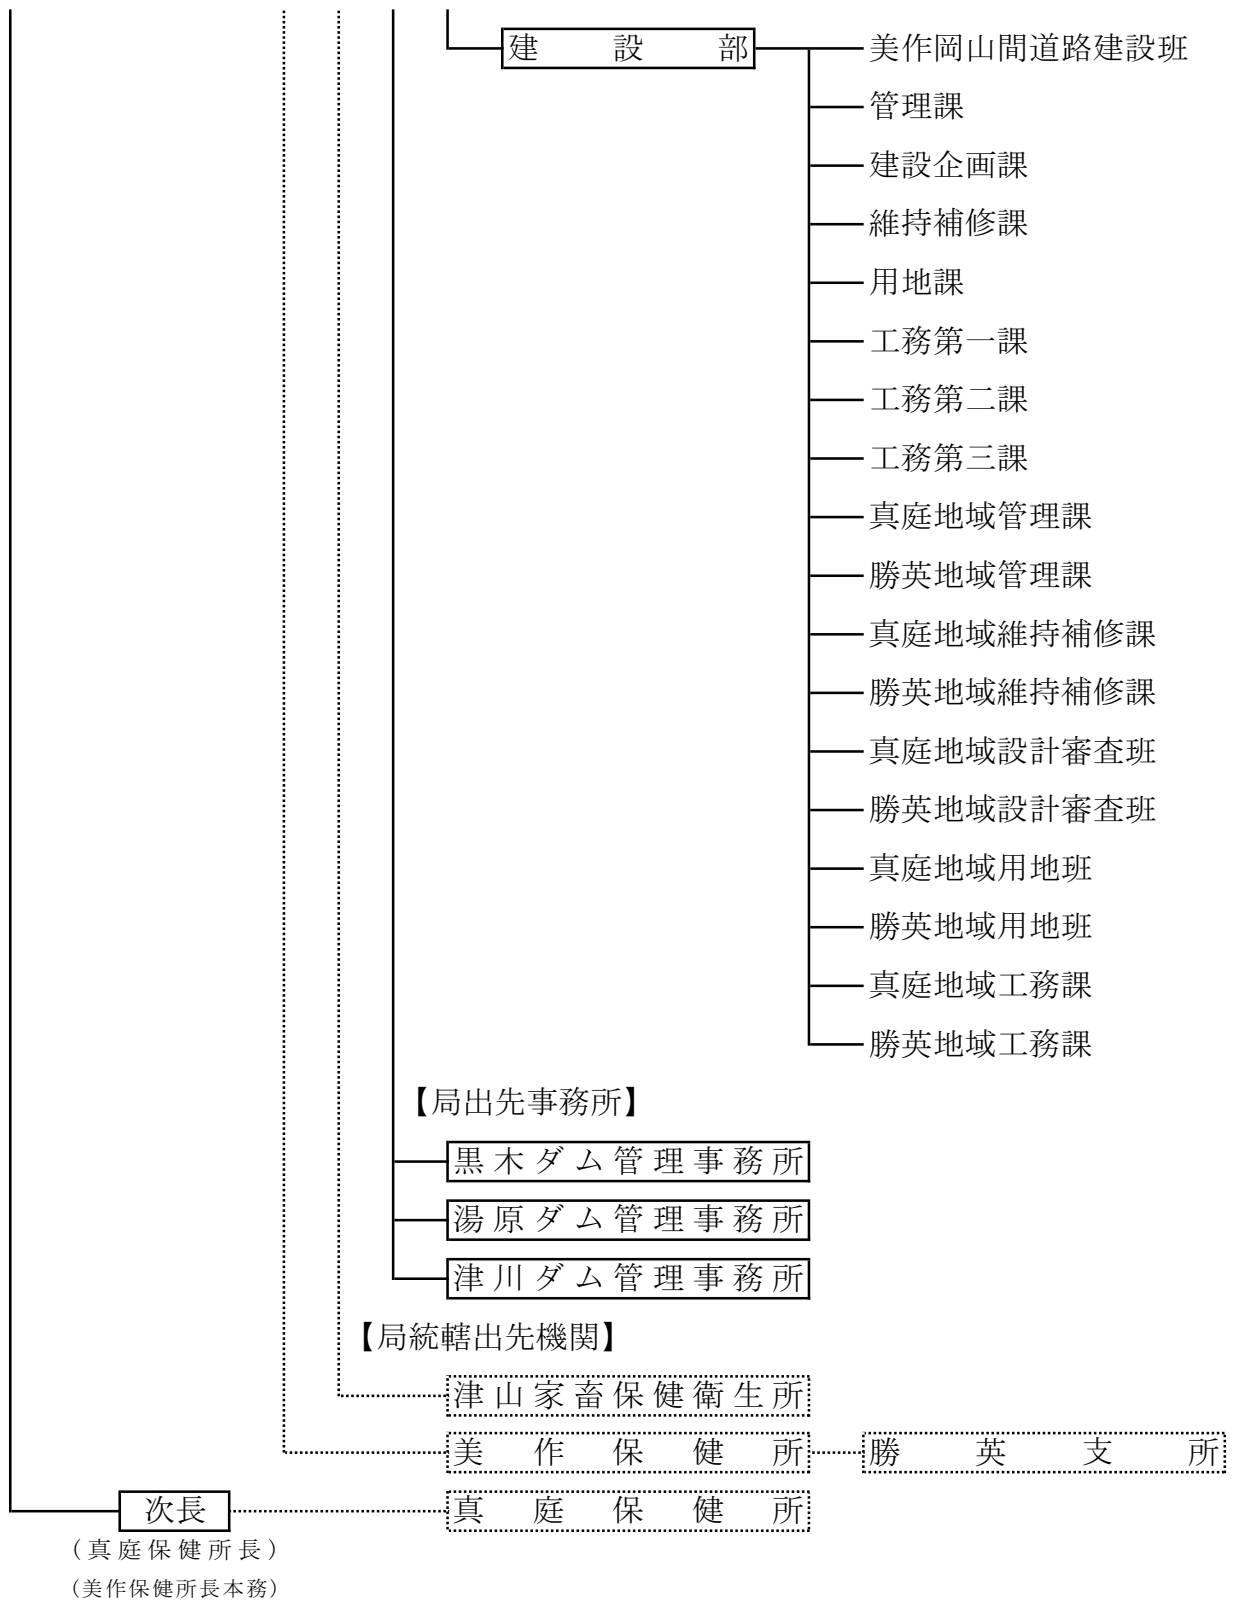 建設部 美作岡山間道路建設班
管理課
建設企画課
維持補修課
用地課
工務第一課
工務第二課
工務第三課
真庭地域管理課
勝英地域管理課
真庭地域維持補修課
勝英地域維持補修課
真庭地域設計審査班
勝英地域設計審査班
真庭地域用地班
勝英地域用地班
真庭地域工務課
勝英地域工務課
【局出先事務所】
黒木ダム管理事務所
湯原ダム管理事務所
津川ダム管理事務所
【局統轄出先機関】
津山家畜保健衛生所
美作保健所 勝英支所
次長 真庭保健所
(真庭保健所長)
(美作保健所長本務)